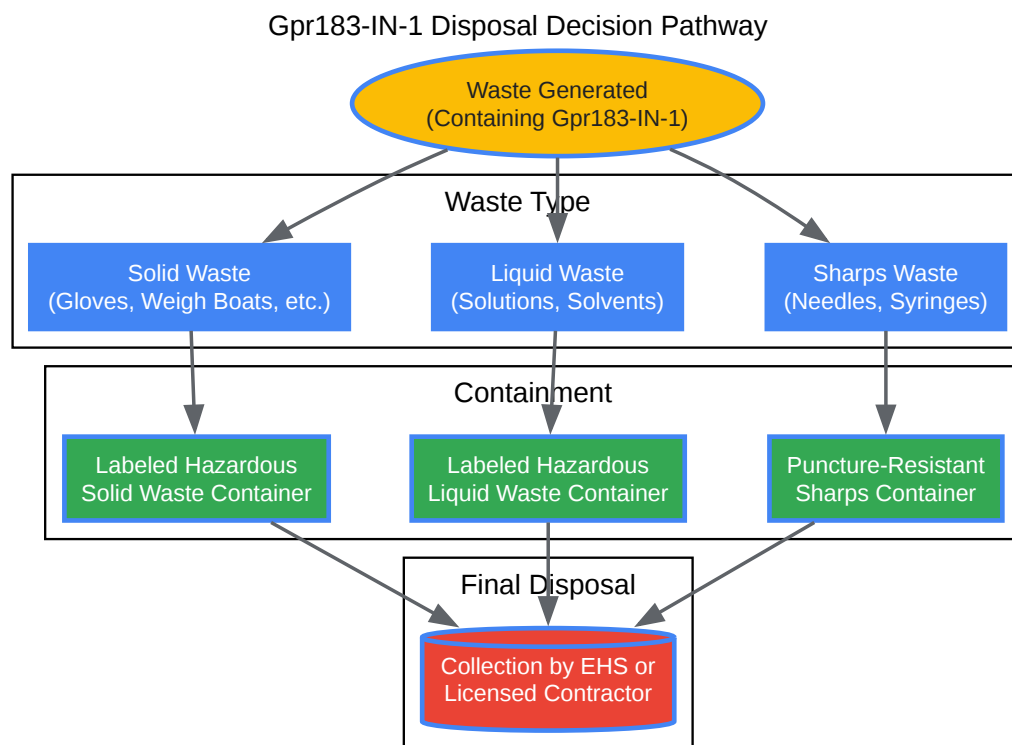 Gpr183-IN-1 Disposal Decision Pathway
Waste Generated
(Containing Gpr183-IN-1)
Waste Type
Solid Waste
(Gloves, Weigh Boats, etc.)
Liquid Waste
(Solutions, Solvents)
Sharps Waste
(Needles, Syringes)
Containment
Labeled Hazardous
Solid Waste Container
Labeled Hazardous
Liquid Waste Container
Puncture-Resistant
Sharps Container
Final Disposal
Collection by EHS or
Licensed Contractor